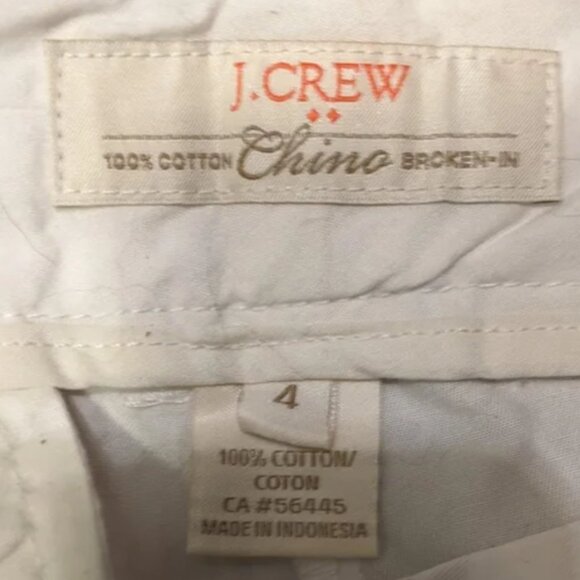 J.CREW
100% COTTON Chino BROKEN-IN
4
100% COTTON/
COTON
CA #56445
MADE IN INDONESIA